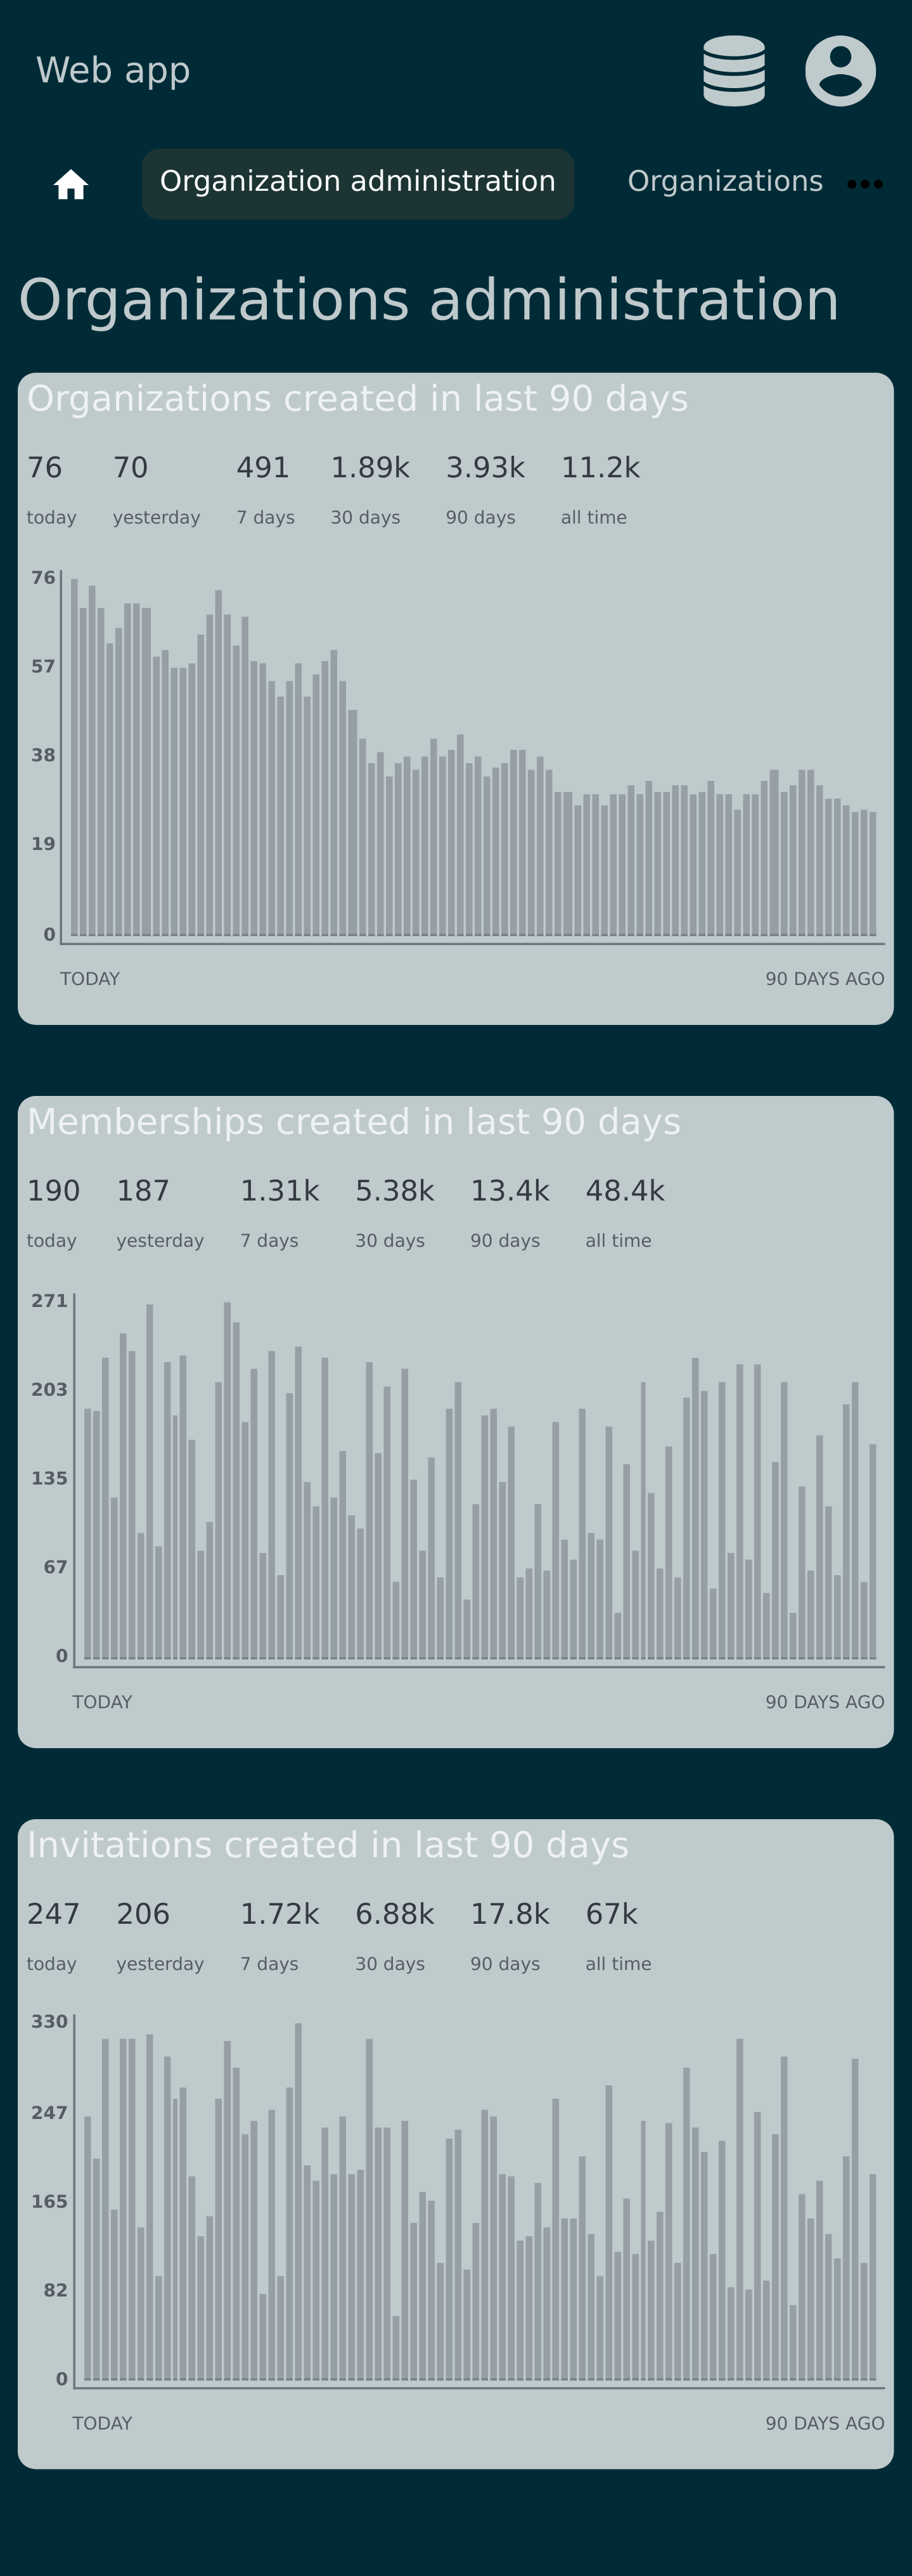 Web app
Organization administration Organizations
Organizations administration
Organizations created in last 90 days
76 70 491 1.89k 3.93k 11.2k
today yesterday 7 days 30 days 90 days all time
76
57
38
19
0
TODAY 90 DAYS AGO
Memberships created in last 90 days
190 187 1.31k 5.38k 13.4k 48.4k
today yesterday 7 days 30 days 90 days all time
271
203
135
67
0
TODAY 90 DAYS AGO
Invitations created in last 90 days
247 206 1.72k 6.88k 17.8k 67k
today yesterday 7 days 30 days 90 days all time
330
247
165
82
0
TODAY 90 DAYS AGO